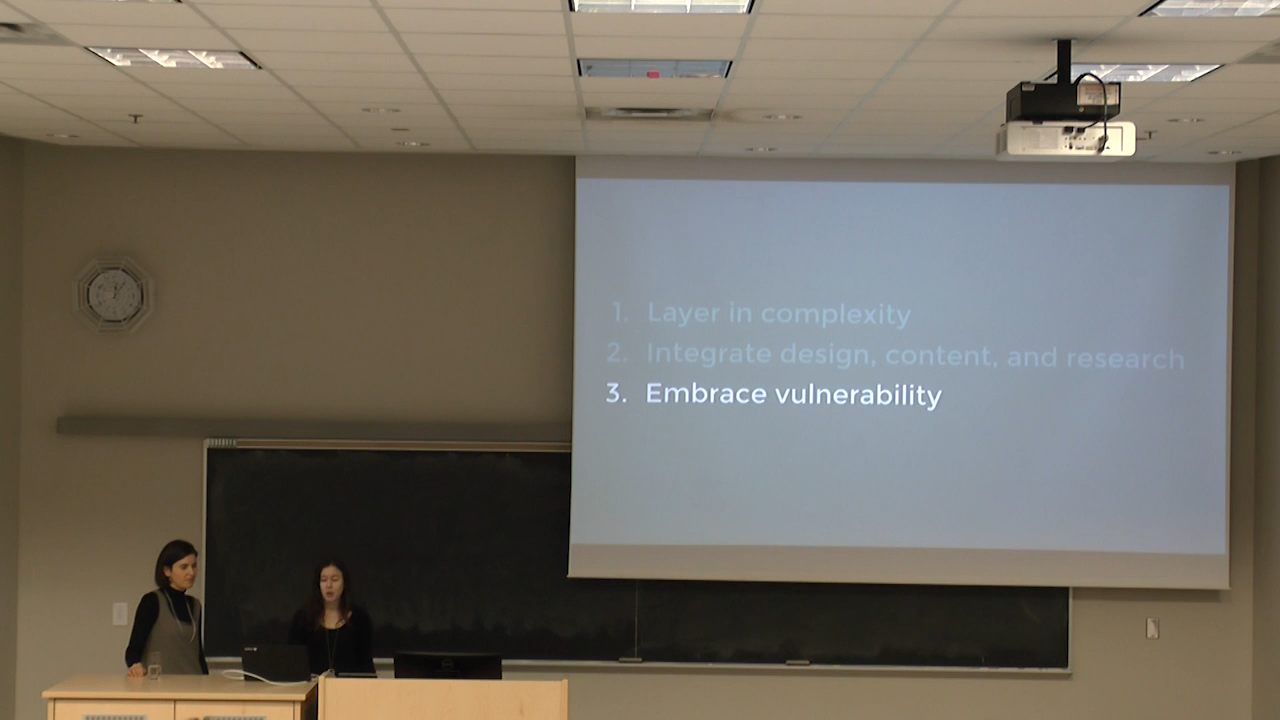 1. Layer in complexity
2. Integrate design, content, and research
3. Embrace vulnerability